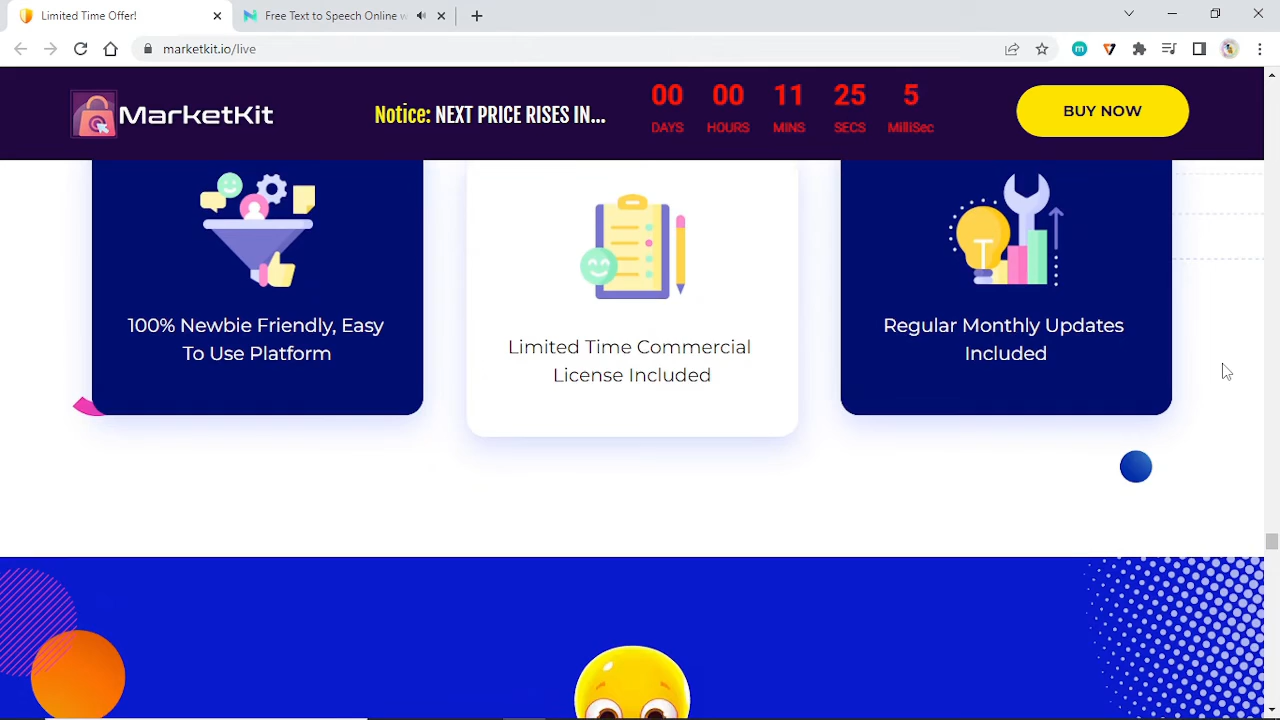 Limited Time Offer!
Free Text to Speech Online w
marketkit.io/live
MarketKit
Notice: NEXT PRICE RISES IN...
00 00 11 25 5
DAYS HOURS MINS SECS MilliSec
BUY NOW
100% Newbie Friendly, Easy
To Use Platform
Limited Time Commercial
License Included
Regular Monthly Updates
Included